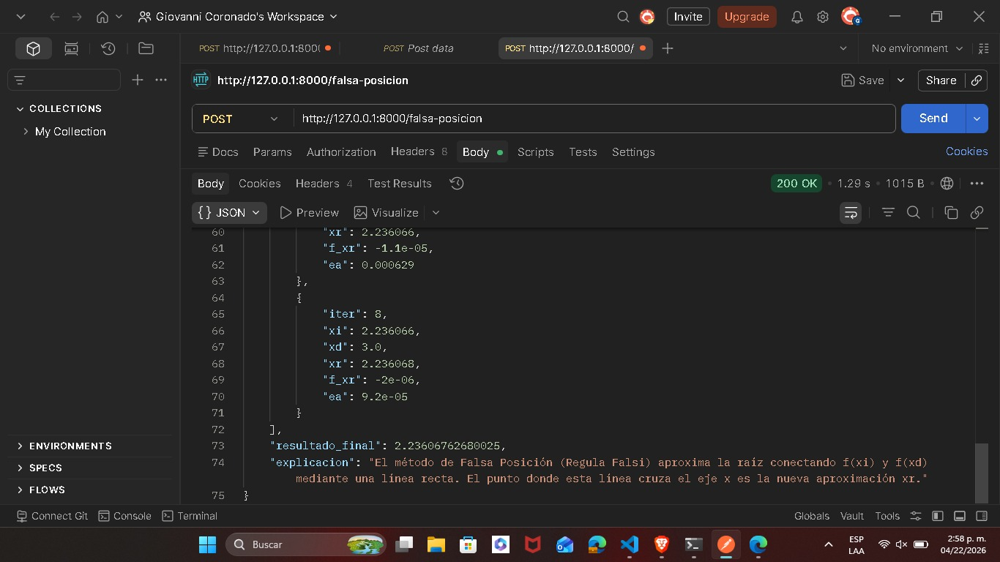 Giovanni Coronado's Workspace
Invite
Upgrade
POST http://127.0.0.1:800(
POST Post data
POST http://127.0.0.1:8000/
No environment
HTTP http://127.0.0.1:8000/falsa-posicion
Save
Share
COLLECTIONS
My Collection
POST
http://127.0.0.1:8000/falsa-posicion
Send
Docs Params Authorization Headers 8 Body Scripts Tests Settings
Cookies
Body Cookies Headers 4 Test Results
200 OK • 1.29 s • 1015 B
{} JSON Preview Visualize
60 "xr": 2.236066,
61 "f_xr": -1.1e-05,
62 "ea": 0.000629
63 },
64 {
65 "iter": 8,
66 "xi": 2.236066,
67 "xd": 3.0,
68 "xr": 2.236068,
69 "f_xr": -2e-06,
70 "ea": 9.2e-05
71 }
72 ],
73 "resultado_final": 2.23606762680025,
74 "explicacion": "El método de Falsa Posición (Regula Falsi) aproxima la raíz conectando f(xi) y f(xd)
mediante una línea recta. El punto donde esta línea cruza el eje x es la nueva aproximación xr."
75 }
ENVIRONMENTS
SPECS
FLOWS
Connect Git Console Terminal
Globals Vault Tools
Buscar
ESP
LAA
2:58 p. m.
04/22/2026